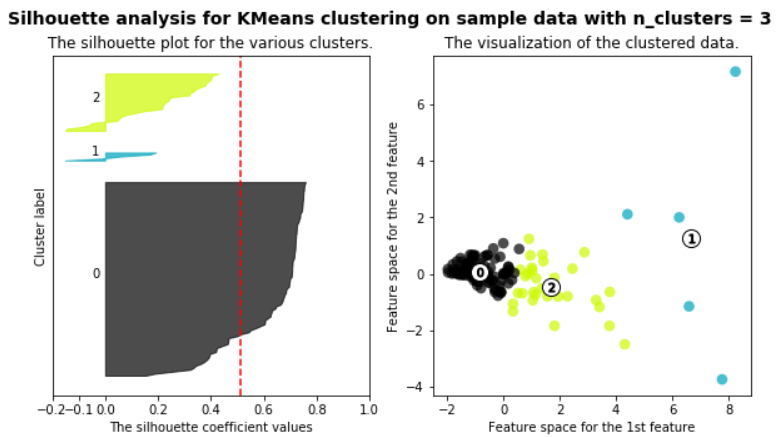 Silhouette analysis for KMeans clustering on sample data with n_clusters = 3
The silhouette plot for the various clusters.
Cluster label
2
1
0
−0.2 −0.1 0.0 0.2 0.4 0.6 0.8 1.0
The silhouette coefficient values
The visualization of the clustered data.
Feature space for the 2nd feature
6
4
2
0
−2
−4
1
0
2
−2 0 2 4 6 8
Feature space for the 1st feature